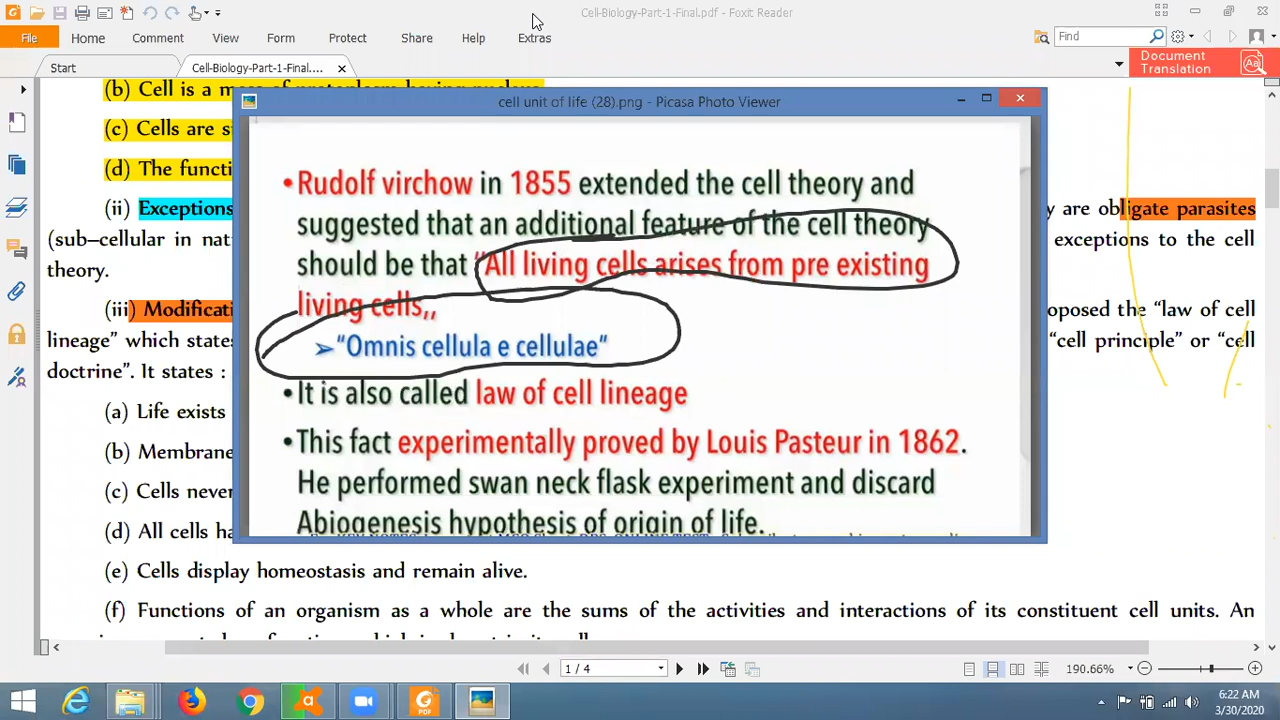 Cell-Biology-Part-1-Final.pdf - Foxit Reader
File Home Comment View Form Protect Share Help Extras Find
Start Cell-Biology-Part-1-Final.... Document Translation
(b) Cell is a mass of protoplasm having nucleus
(c) Cells are
(d) The
(ii) Exceptions
y are obligate parasites
(sub–cellular in
exceptions to the cell
theory.
(iii)
oposed the “law of cell
lineage” which states
“cell principle” or “cell
doctrine”. It states :
(a) Life exists
(b)
(c) Cells never
(d) All cells
(e) Cells display homeostasis and remain alive.
(f) Functions of an organism as a whole are the sums of the activities and interactions of its constituent cell units. An
cell unit of life (28).png - Picasa Photo Viewer
•Rudolf virchow in 1855 extended the cell theory and
suggested that an additional feature of the cell theory
should be that “All living cells arises from pre existing
living cells,,
➢“Omnis cellula e cellulae”
•It is also called law of cell lineage
•This fact experimentally proved by Louis Pasteur in 1862.
He performed swan neck flask experiment and discard
Abiogenesis hypothesis of origin of life.
1 / 4 190.66%
PDF
6:22 AM
3/30/2020